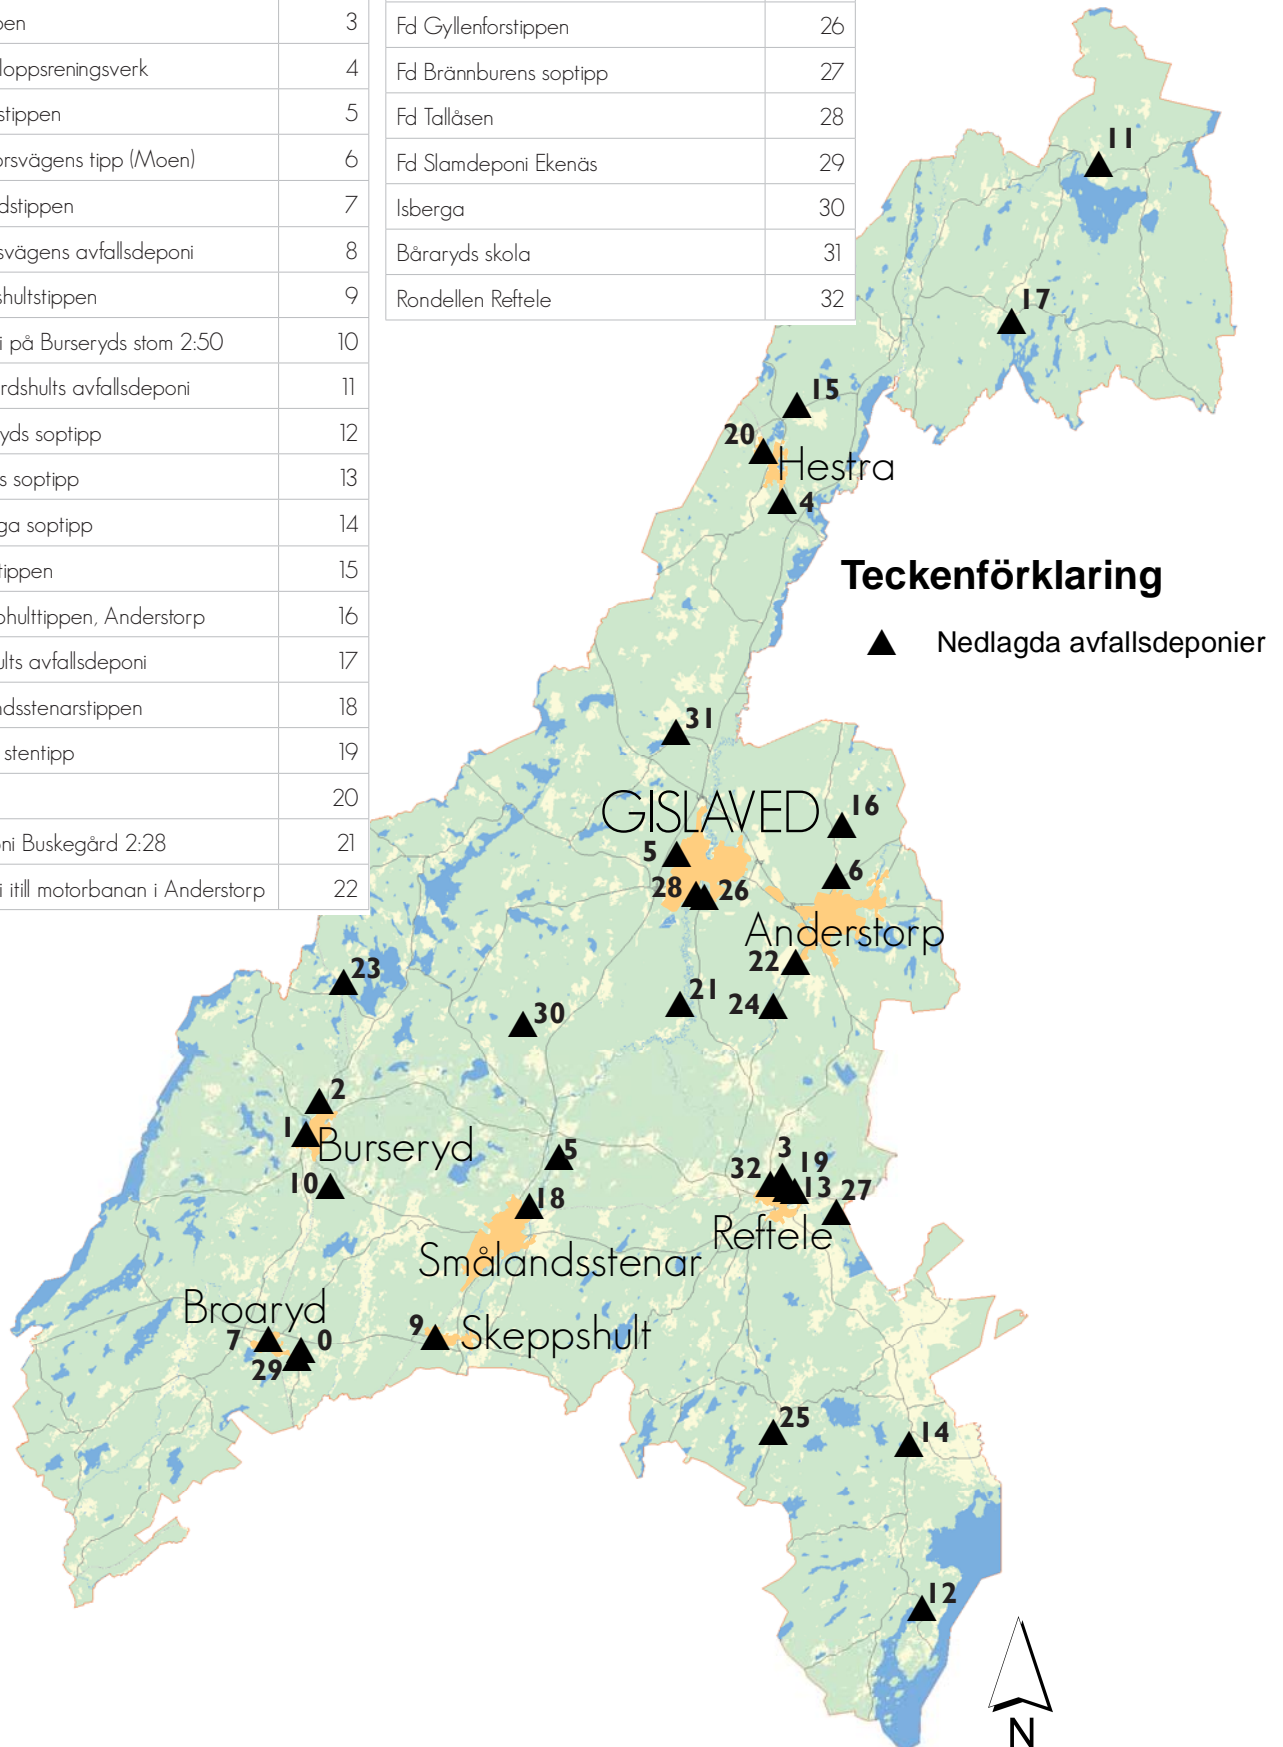 pen 3
loppsreningsverk 4
stippen 5
orsvägens tipp (Moen) 6
dstippen 7
svägens avfallsdeponi 8
shultstippen 9
i på Burseryds stom 2:50 10
rdshults avfallsdeponi 11
yds soptipp 12
s soptipp 13
ga soptipp 14
tippen 15
ohulttippen, Anderstorp 16
ults avfallsdeponi 17
ndsstenarstippen 18
stentipp 19
20
ni Buskegård 2:28 21
i itill motorbanan i Anderstorp 22
Fd Gyllenforstippen 26
Fd Brännburens soptipp 27
Fd Tallåsen 28
Fd Slamdeponi Ekenäs 29
Isberga 30
Båraryds skola 31
Rondellen Reftele 32
11
17
15
20
Hestra
4
Teckenförklaring
Nedlagda avfallsdeponier
31
GISLAVED
16
5
6
28 26
Anderstorp
22
23
21
24
30
2
1
Burseryd
5
3
19
32
10
13
27
18
Reftele
Smålandsstenar
Broaryd
9
Skeppshult
7
0
29
25
14
12
N